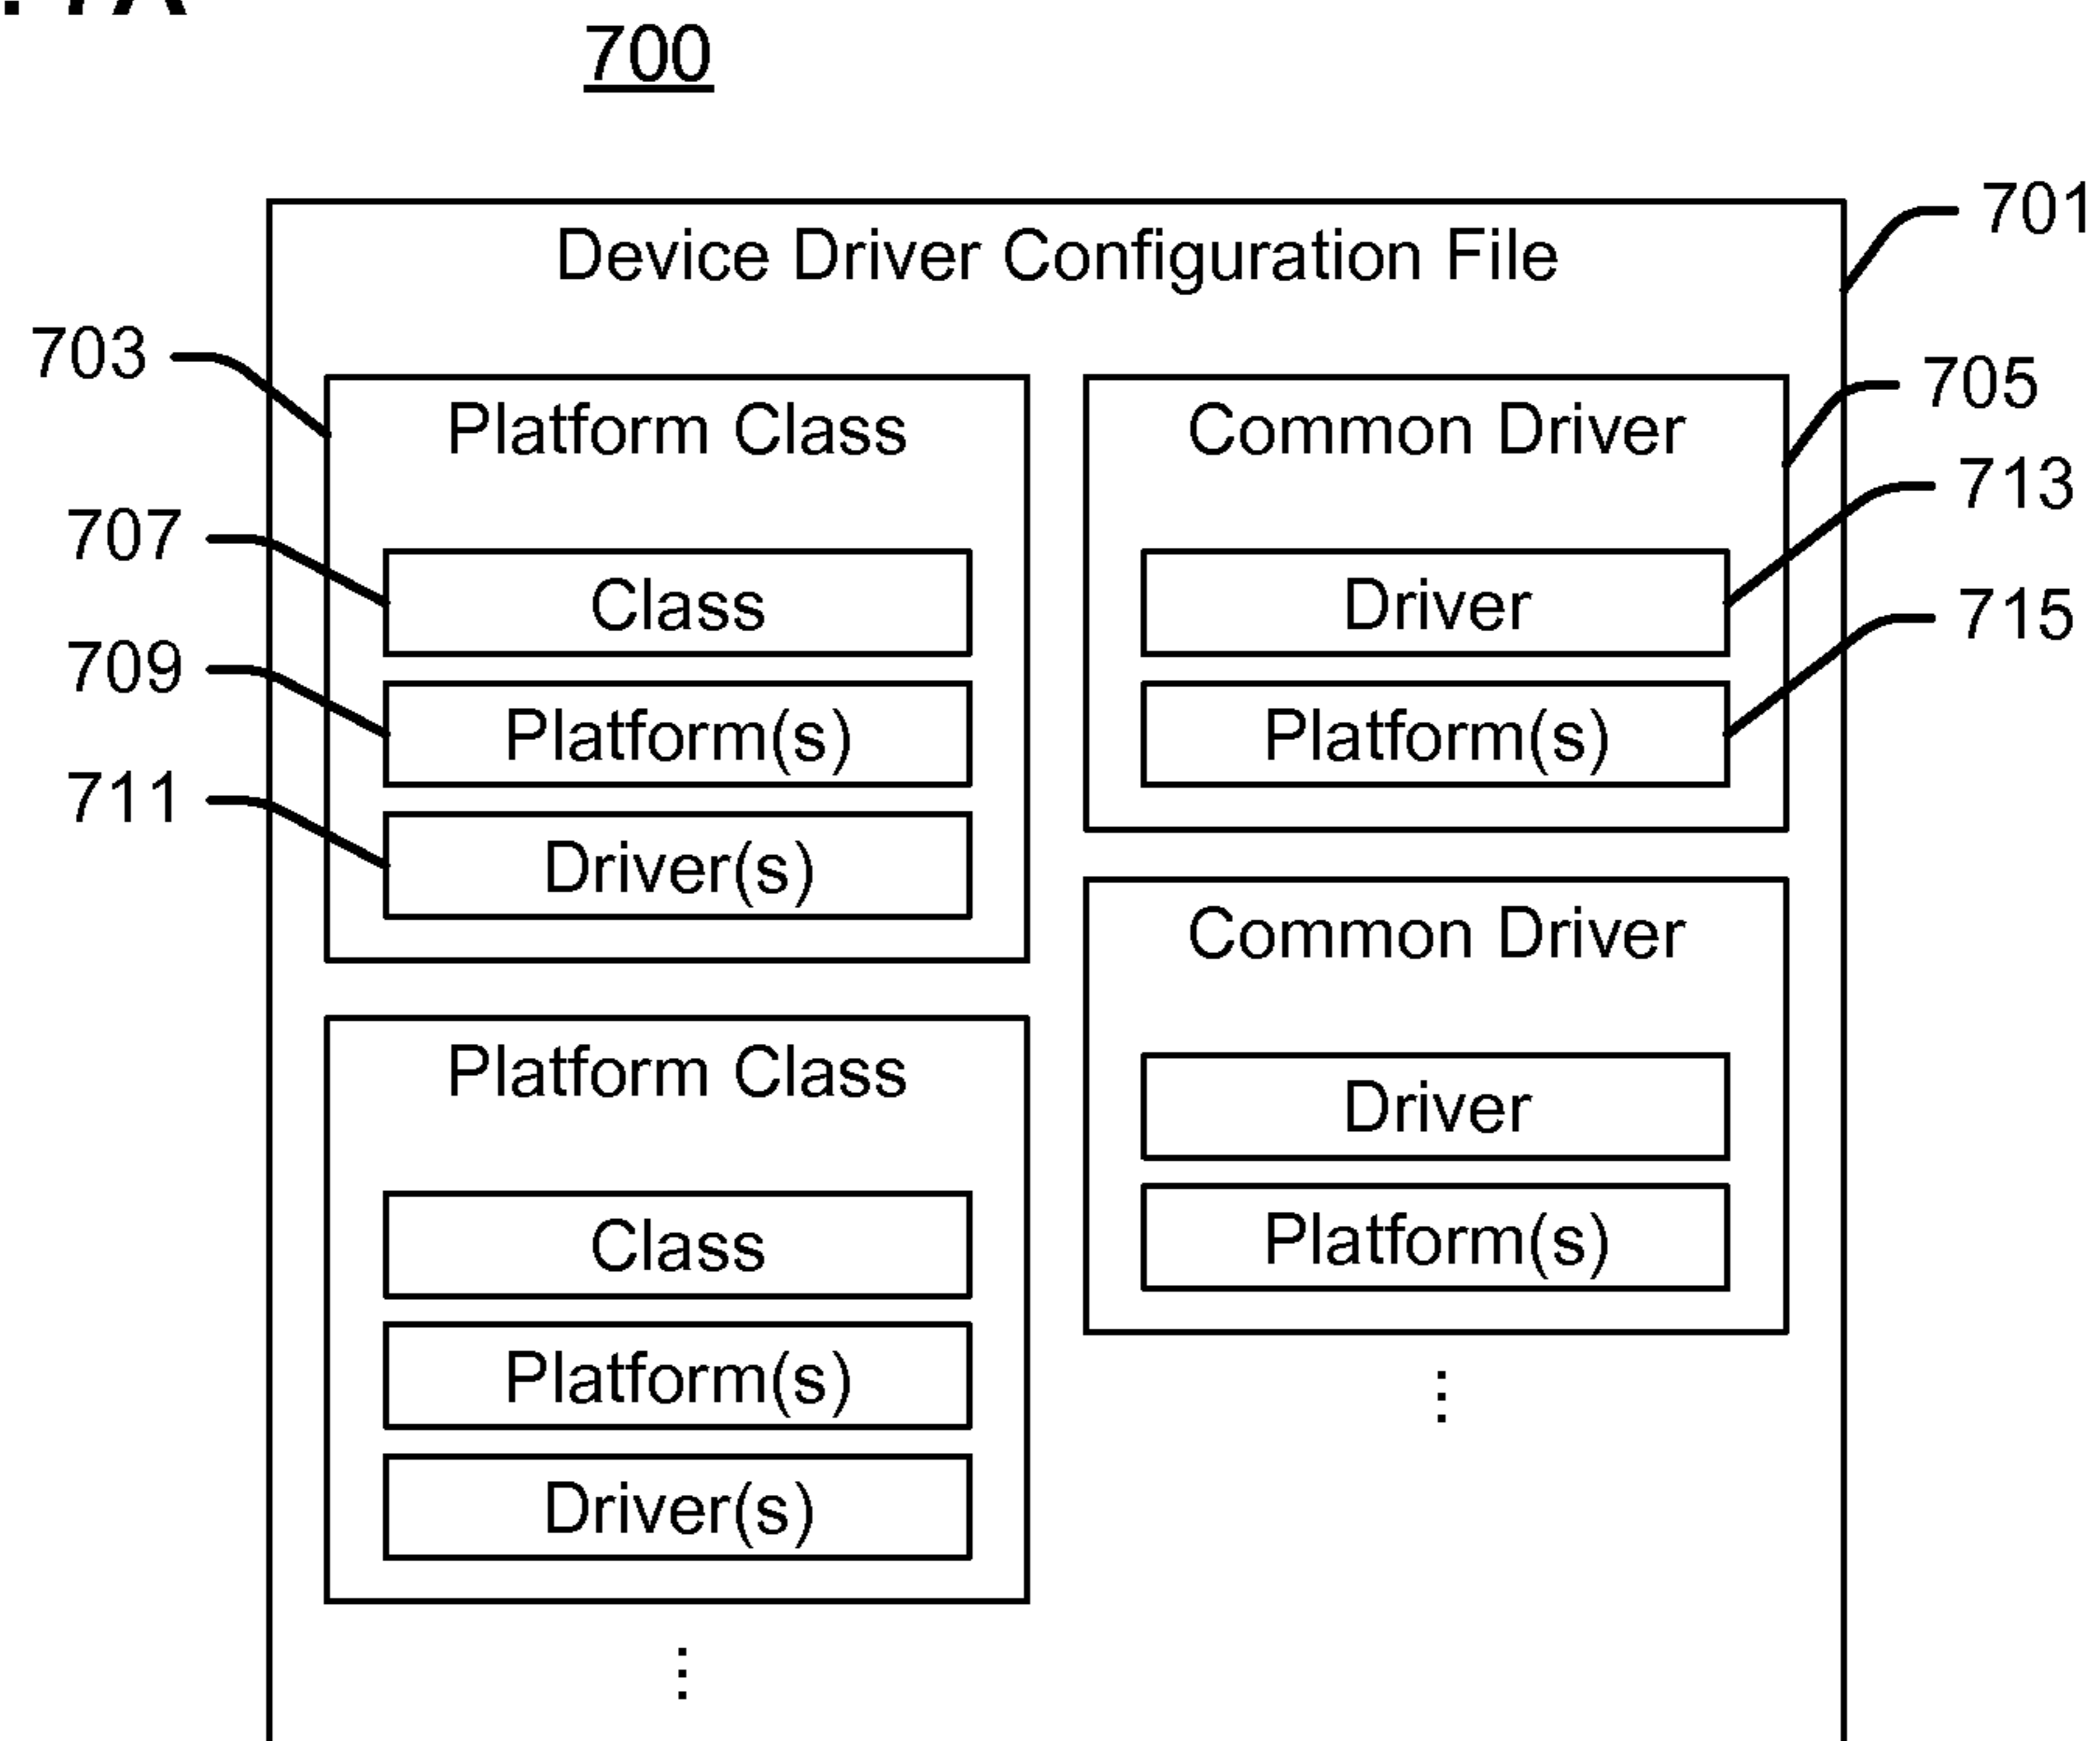 700
Device Driver Configuration File
701
703
Platform Class
707
Class
709
Platform(s)
711
Driver(s)
Platform Class
Class
Platform(s)
Driver(s)
⋮
Common Driver
705
Driver
713
Platform(s)
715
Common Driver
Driver
Platform(s)
⋮